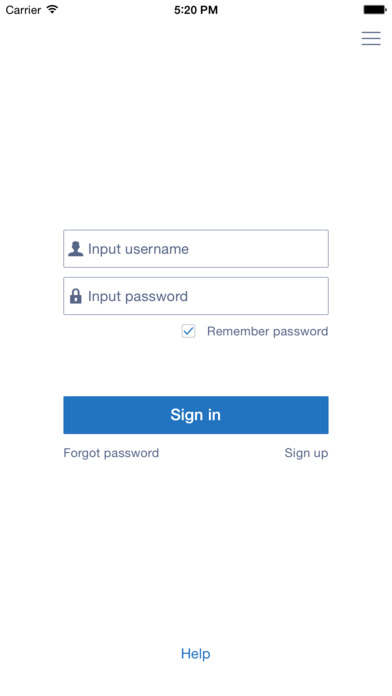 Carrier 5:20 PM
Input username
Input password
Remember password
Sign in
Forgot password Sign up
Help